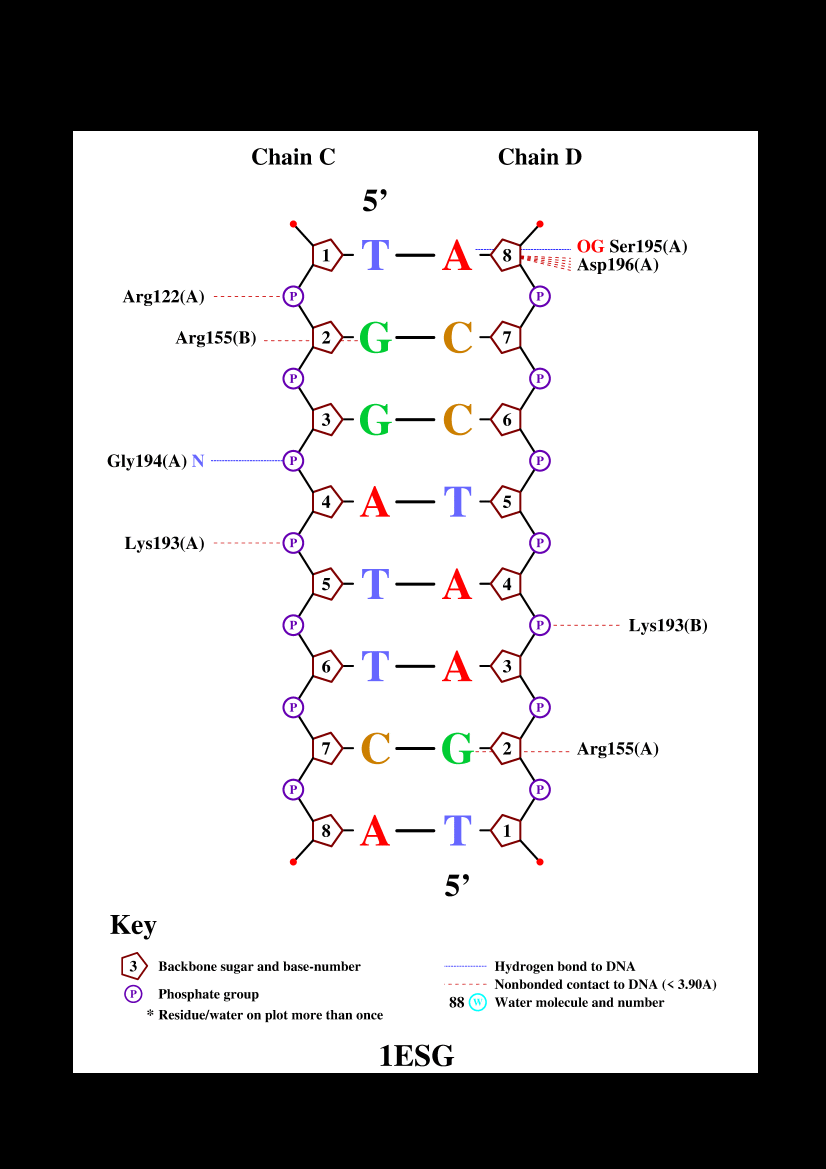 Chain C Chain D
5’
1 T A 8 OG Ser195(A)
Asp196(A)
Arg122(A) P P
Arg155(B) 2 G C 7
P P
3 G C 6
Gly194(A) N P P
4 A T 5
Lys193(A) P P
5 T A 4
P P Lys193(B)
6 T A 3
P P
7 C G 2 Arg155(A)
P P
8 A T 1
5’
Key
3 Backbone sugar and base-number
P Phosphate group
* Residue/water on plot more than once
Hydrogen bond to DNA
Nonbonded contact to DNA (< 3.90A)
88 W Water molecule and number
1ESG